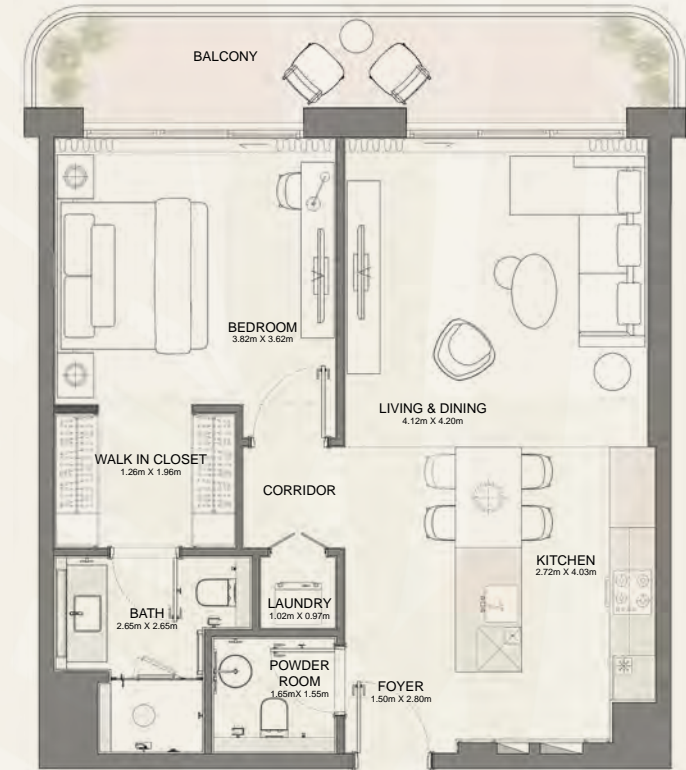 BALCONY
BEDROOM
3.82m X 3.62m
LIVING & DINING
4.12m X 4.20m
WALK IN CLOSET
1.26m X 1.96m
CORRIDOR
KITCHEN
2.72m X 4.03m
LAUNDRY
1.02m X 0.97m
BATH
2.65m X 2.65m
POWDER
ROOM
1.65mX 1.55m
FOYER
1.50m X 2.80m